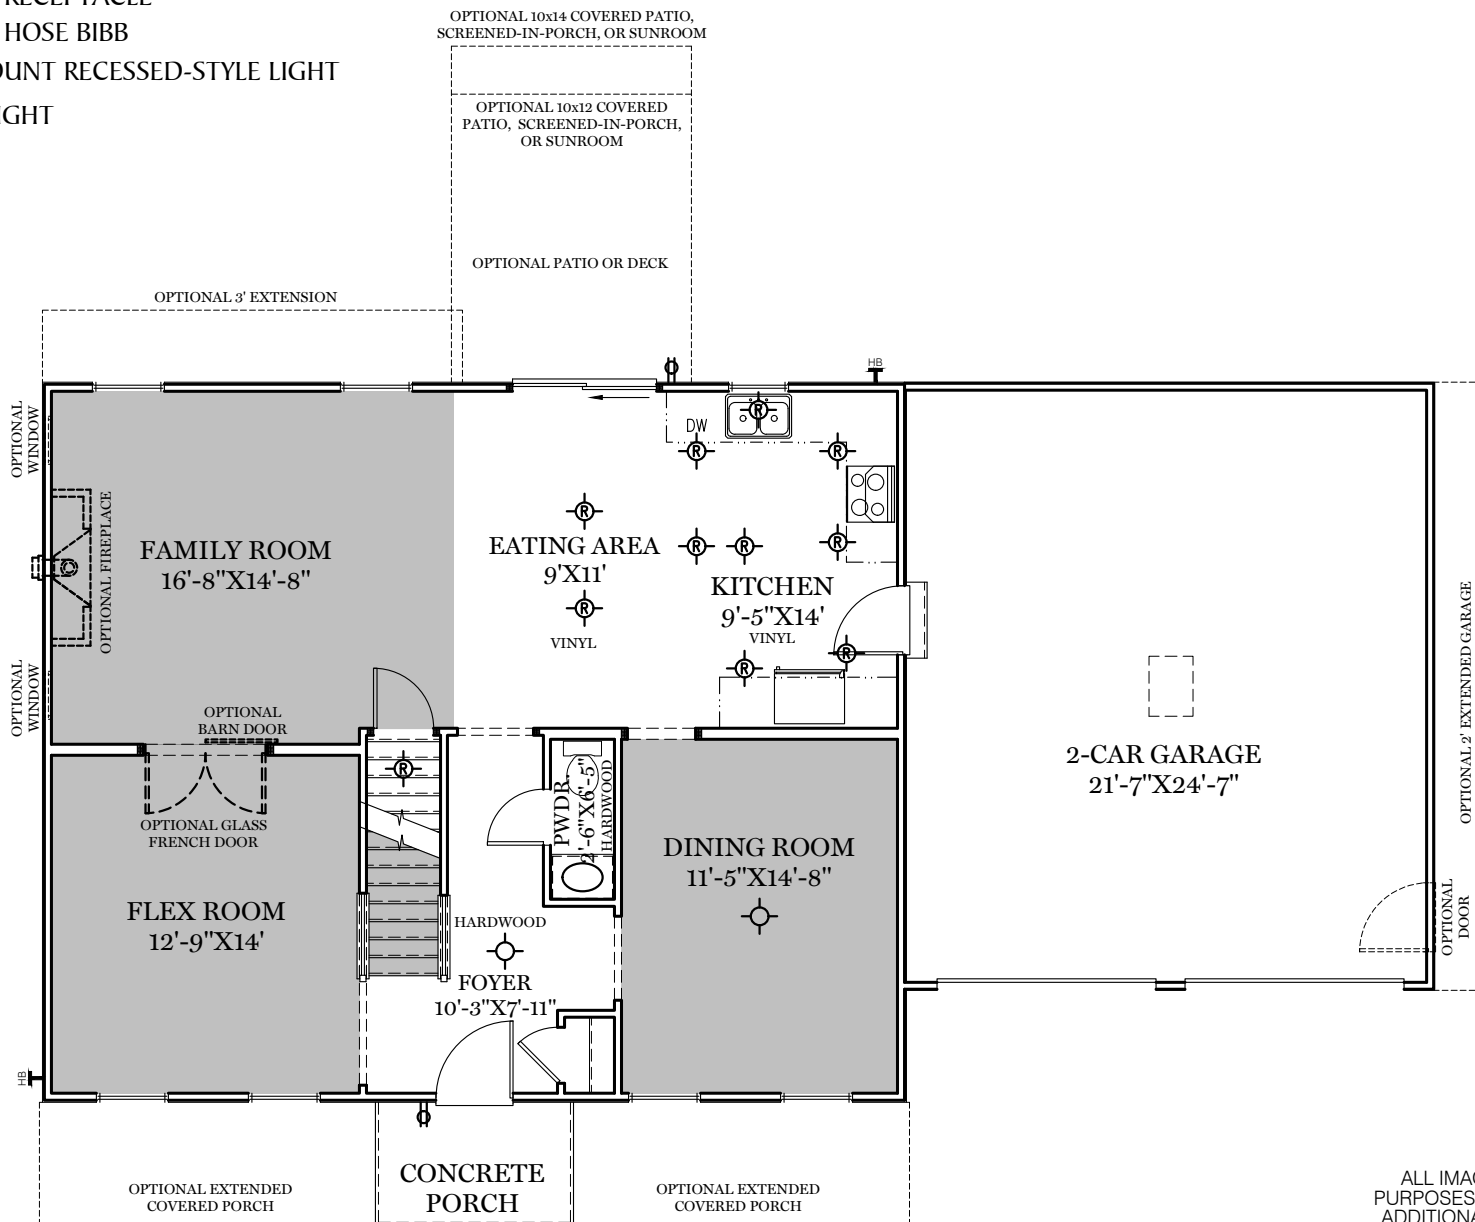 RECEPTACLE
HOSE BIBB
RECESSED-STYLE LIGHT
OPTIONAL 10x14 COVERED PATIO,
SCREENED-IN-PORCH, OR SUNROOM
OPTIONAL 10x12 COVERED
PATIO, SCREENED-IN-PORCH,
OR SUNROOM
OPTIONAL PATIO OR DECK
OPTIONAL 3' EXTENSION
HB
OPTIONAL
WINDOW
DW
R
R
R
R
R
R
R
R
R
R
R
OPTIONAL FIREPLACE
FAMILY ROOM
16'-8"X14'-8"
EATING AREA
9'X11'
VINYL
KITCHEN
9'-5"X14'
VINYL
OPTIONAL
WINDOW
OPTIONAL
BARN DOOR
OPTIONAL GLASS
FRENCH DOOR
2-CAR GARAGE
21'-7"X24'-7"
OPTIONAL 2' EXTENDED GARAGE
PWDR.
2'-6"X6'-5"
HARDWOOD
DINING ROOM
11'-5"X14'-8"
FLEX ROOM
12'-9"X14'
HARDWOOD
FOYER
10'-3"X7'-11"
OPTIONAL
DOOR
HB
CONCRETE
PORCH
OPTIONAL EXTENDED
COVERED PORCH
OPTIONAL EXTENDED
COVERED PORCH
ALL
PURPOSES